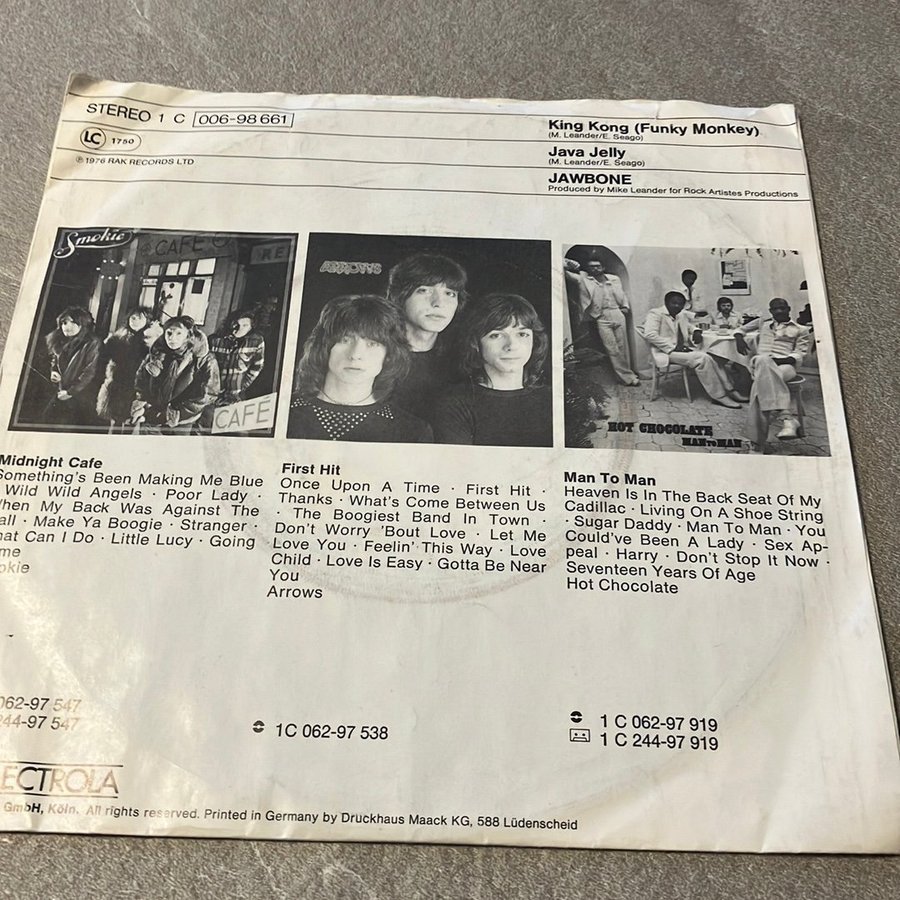 STEREO 1 C 006-98 661
LC 1750
℗ 1976 RAK RECORDS LTD
King Kong (Funky Monkey)
(M. Leander/E. Seago)
Java Jelly
(M. Leander/E. Seago)
JAWBONE
Produced by Mike Leander for Rock Artistes Productions
Smokie
CAFE
RE
CAFÉ
ARROWS
HOT CHOCOLATE
MAN TO MAN
Midnight Cafe
Something's Been Making Me Blue
· Wild Wild Angels · Poor Lady ·
When My Back Was Against The
all · Make Ya Boogie · Stranger ·
hat Can I Do · Little Lucy · Going
me
okie
First Hit
Once Upon A Time · First Hit ·
Thanks · What's Come Between Us
· The Boogiest Band In Town ·
Don't Worry 'Bout Love · Let Me
Love You · Feelin' This Way · Love
Child · Love Is Easy · Gotta Be Near
You
Arrows
Man To Man
Heaven Is In The Back Seat Of My
Cadillac · Living On A Shoe String
· Sugar Daddy · Man To Man · You
Could've Been A Lady · Sex Ap-
peal · Harry · Don't Stop It Now ·
Seventeen Years Of Age
Hot Chocolate
062-97 547
244-97 547
1C 062-97 538
1 C 062-97 919
1 C 244-97 919
ECTROLA
GmbH, Köln. All rights reserved. Printed in Germany by Druckhaus Maack KG, 588 Lüdenscheid